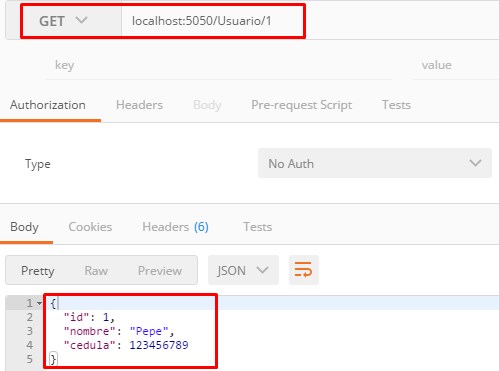 GET localhost:5050/Usuario/1
key value
Authorization Headers Body Pre-request Script Tests
Type No Auth
Body Cookies Headers (6) Tests
Pretty Raw Preview JSON
1 {
2 "id": 1,
3 "nombre": "Pepe",
4 "cedula": 123456789
5 }